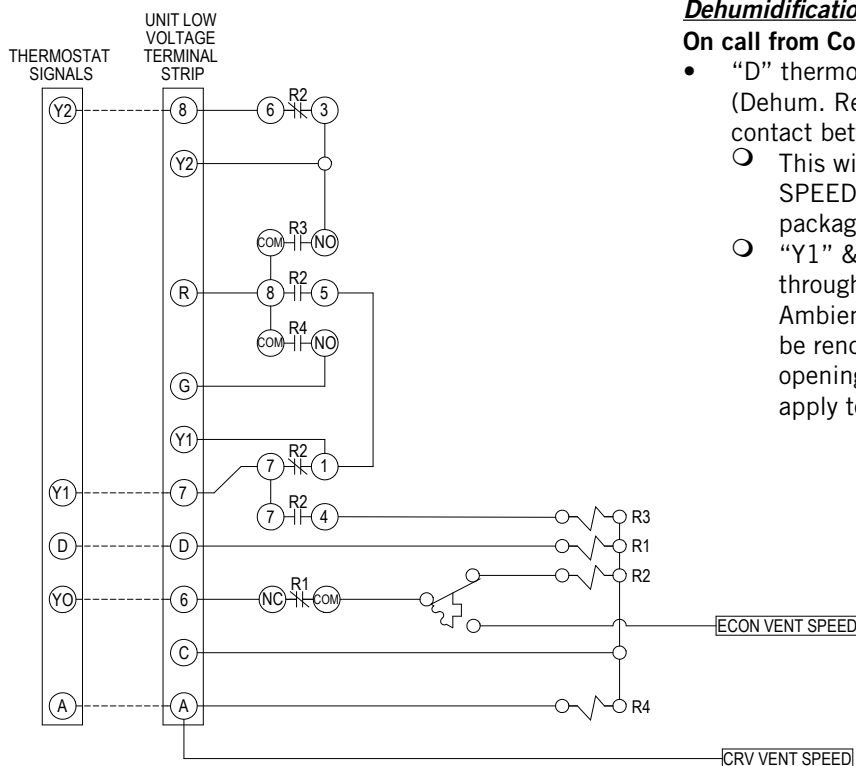 THERMOSTAT
SIGNALS
UNIT LOW
VOLTAGE
TERMINAL
STRIP
Y2
8
6
R2
3
Y2
COM
R3
NO
R
8
R2
5
COM
R4
NO
G
Y1
7
R2
1
Y1
7
7
R2
4
R3
D
D
R1
R2
YO
6
NC
R1
COM
ECON VENT SPEED
C
A
A
R4
CRV VENT SPEED
Dehumidificatio
On call from Co
• "D" thermo
(Dehum. Re
contact bet
This wi
SPEED
packag
"Y1" &
through
Ambien
be reno
opening
apply t